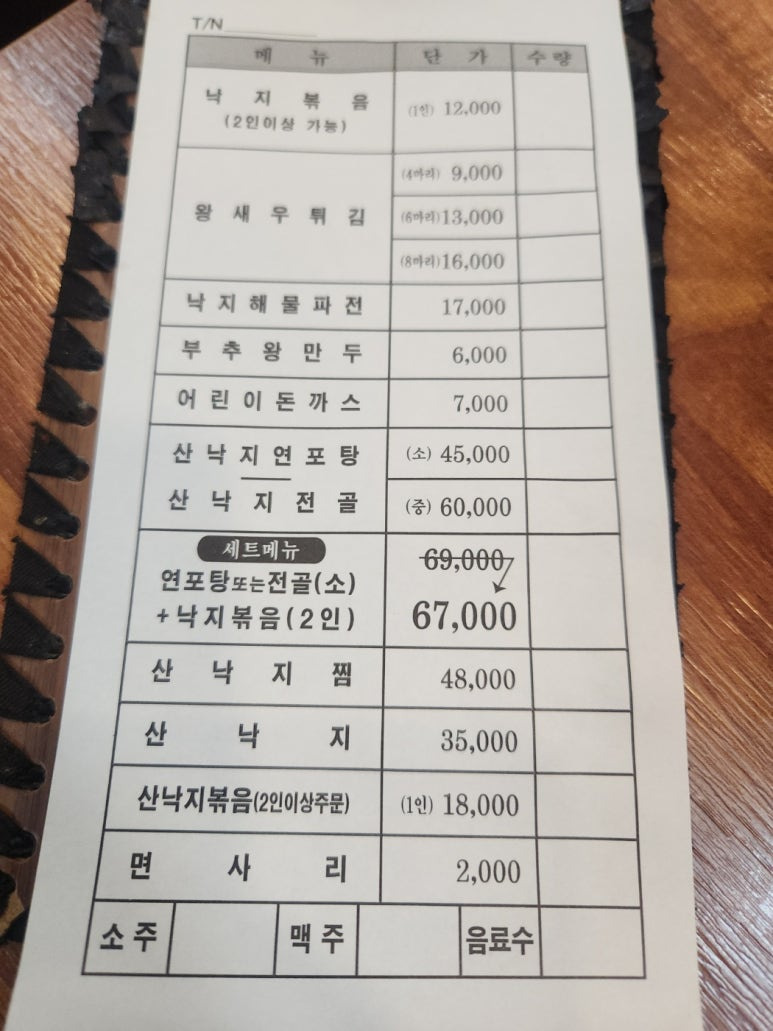 T/N
메 뉴 단 가 수 량
낙 지 볶 음
(2인이상 가능)
(1인) 12,000
왕 새 우 튀 김
(4마리) 9,000
(6마리) 13,000
(8마리) 16,000
낙 지 해 물 파 전 17,000
부 추 왕 만 두 6,000
어 린 이 돈 까 스 7,000
산 낙 지 연 포 탕 (소) 45,000
산 낙 지 전 골 (중) 60,000
세트메뉴
연포탕또는전골(소)
+낙지볶음(2인)
69,000
67,000
산 낙 지 찜 48,000
산 낙 지 35,000
산낙지볶음(2인이상주문) (1인) 18,000
면 사 리 2,000
소 주 맥 주 음료수